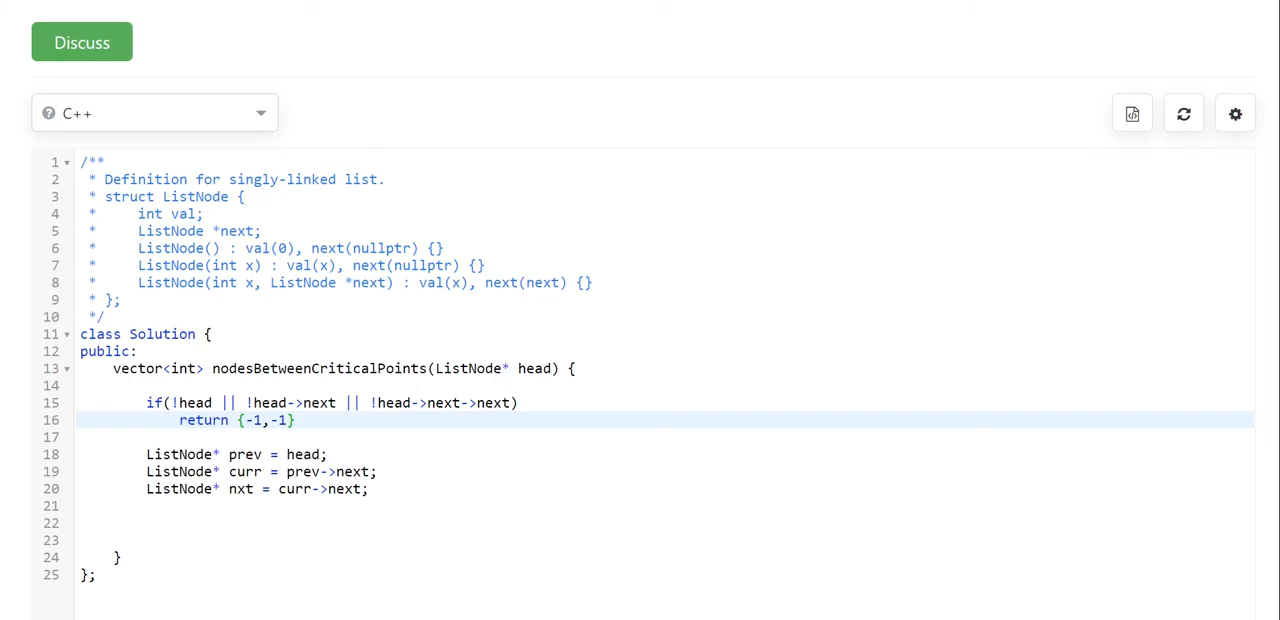 Discuss
C++
1 /**
2  * Definition for singly-linked list.
3  * struct ListNode {
4  *     int val;
5  *     ListNode *next;
6  *     ListNode() : val(0), next(nullptr) {}
7  *     ListNode(int x) : val(x), next(nullptr) {}
8  *     ListNode(int x, ListNode *next) : val(x), next(next) {}
9  * };
10  */
11 class Solution {
12 public:
13     vector<int> nodesBetweenCriticalPoints(ListNode* head) {
14
15         if(!head || !head->next || !head->next->next)
16             return {-1,-1}
17
18         ListNode* prev = head;
19         ListNode* curr = prev->next;
20         ListNode* nxt = curr->next;
21
22
23
24     }
25 };